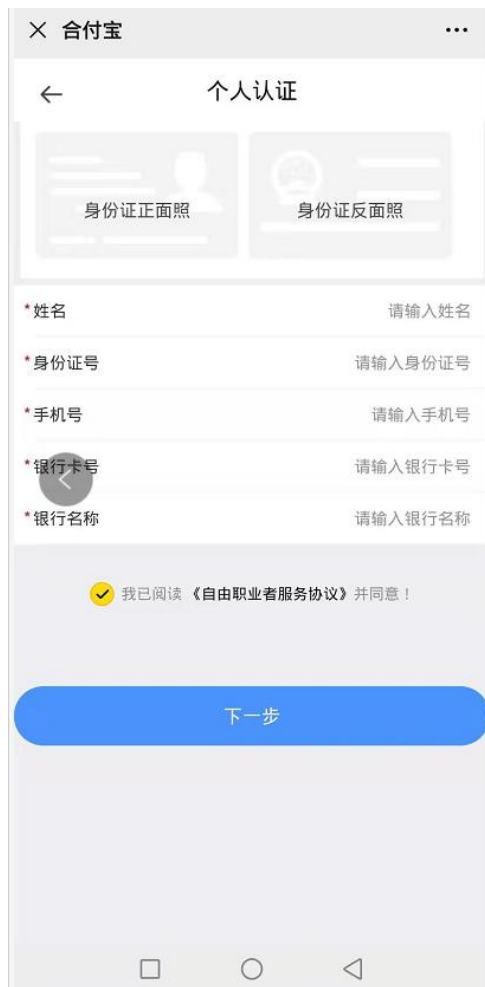 合付宝
个人认证
身份证正面照 身份证反面照
*姓名 请输入姓名
*身份证号 请输入身份证号
*手机号 请输入手机号
*银行卡号 请输入银行卡号
*银行名称 请输入银行名称
我已阅读《自由职业者服务协议》并同意！
下一步